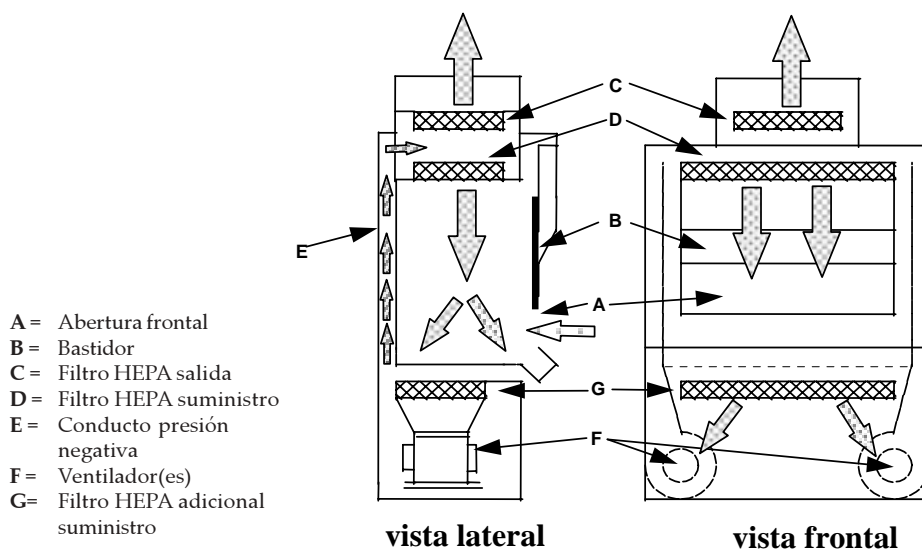 C
D
B
E
A
G
F
A = Abertura frontal
B = Bastidor
C = Filtro HEPA salida
D = Filtro HEPA suministro
E = Conducto presión
negativa
F = Ventilador(es)
G= Filtro HEPA adicional
suministro
vista lateral
vista frontal